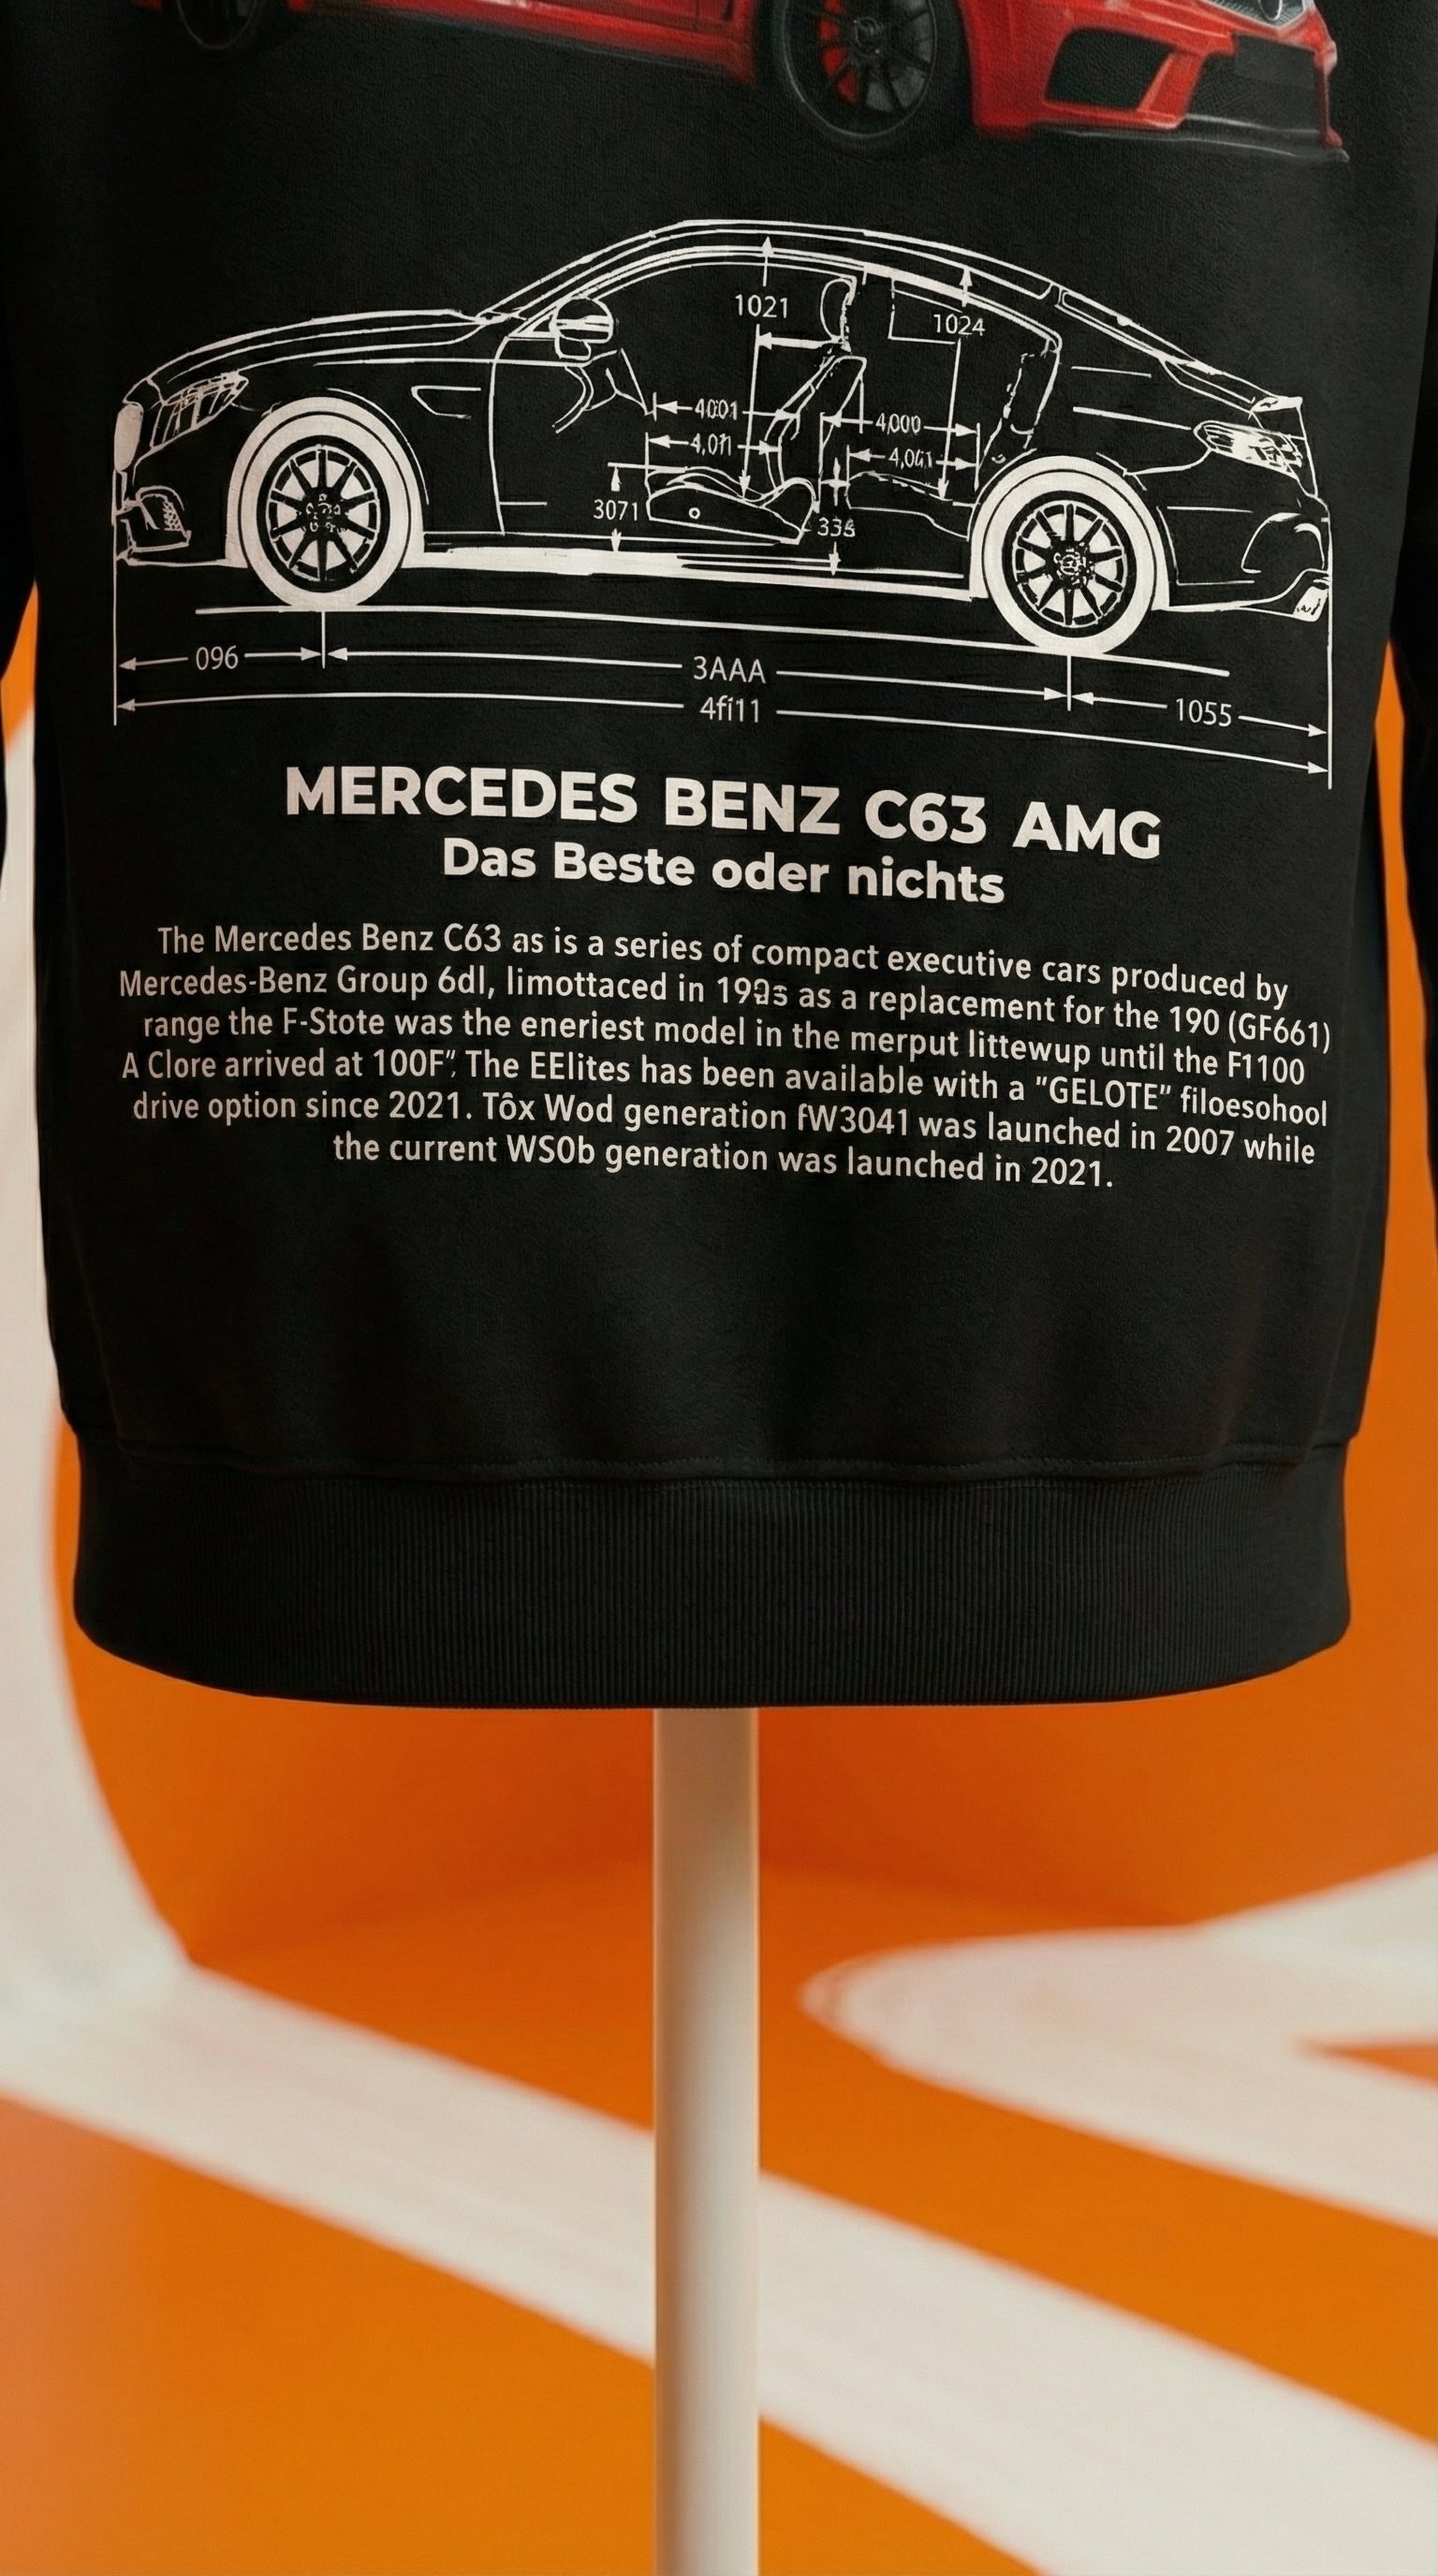 1021
1024
4001
4,000
4,011
4,041
3071
335
096
3AAA
1055
4fi11
MERCEDES BENZ C63 AMG
Das Beste oder nichts
The Mercedes Benz C63 as is a series of compact executive cars produced by
Mercedes-Benz Group 6dl, limottaced in as a replacement for the 190 (GF661)
range the F-Stote was the eneriest model in the merput littewup until the F1100
A Clore arrived at 100F", The EElites has been available with a "GELOTE" filoesohool
drive option since 2021. Tôx Wod generation fW3041 was launched in 2007 while
the current WS0b generation was launched in 2021.